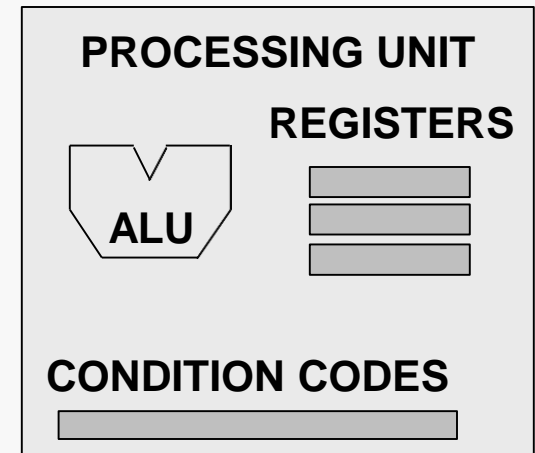 PROCESSING UNIT
REGISTERS
ALU
CONDITION CODES